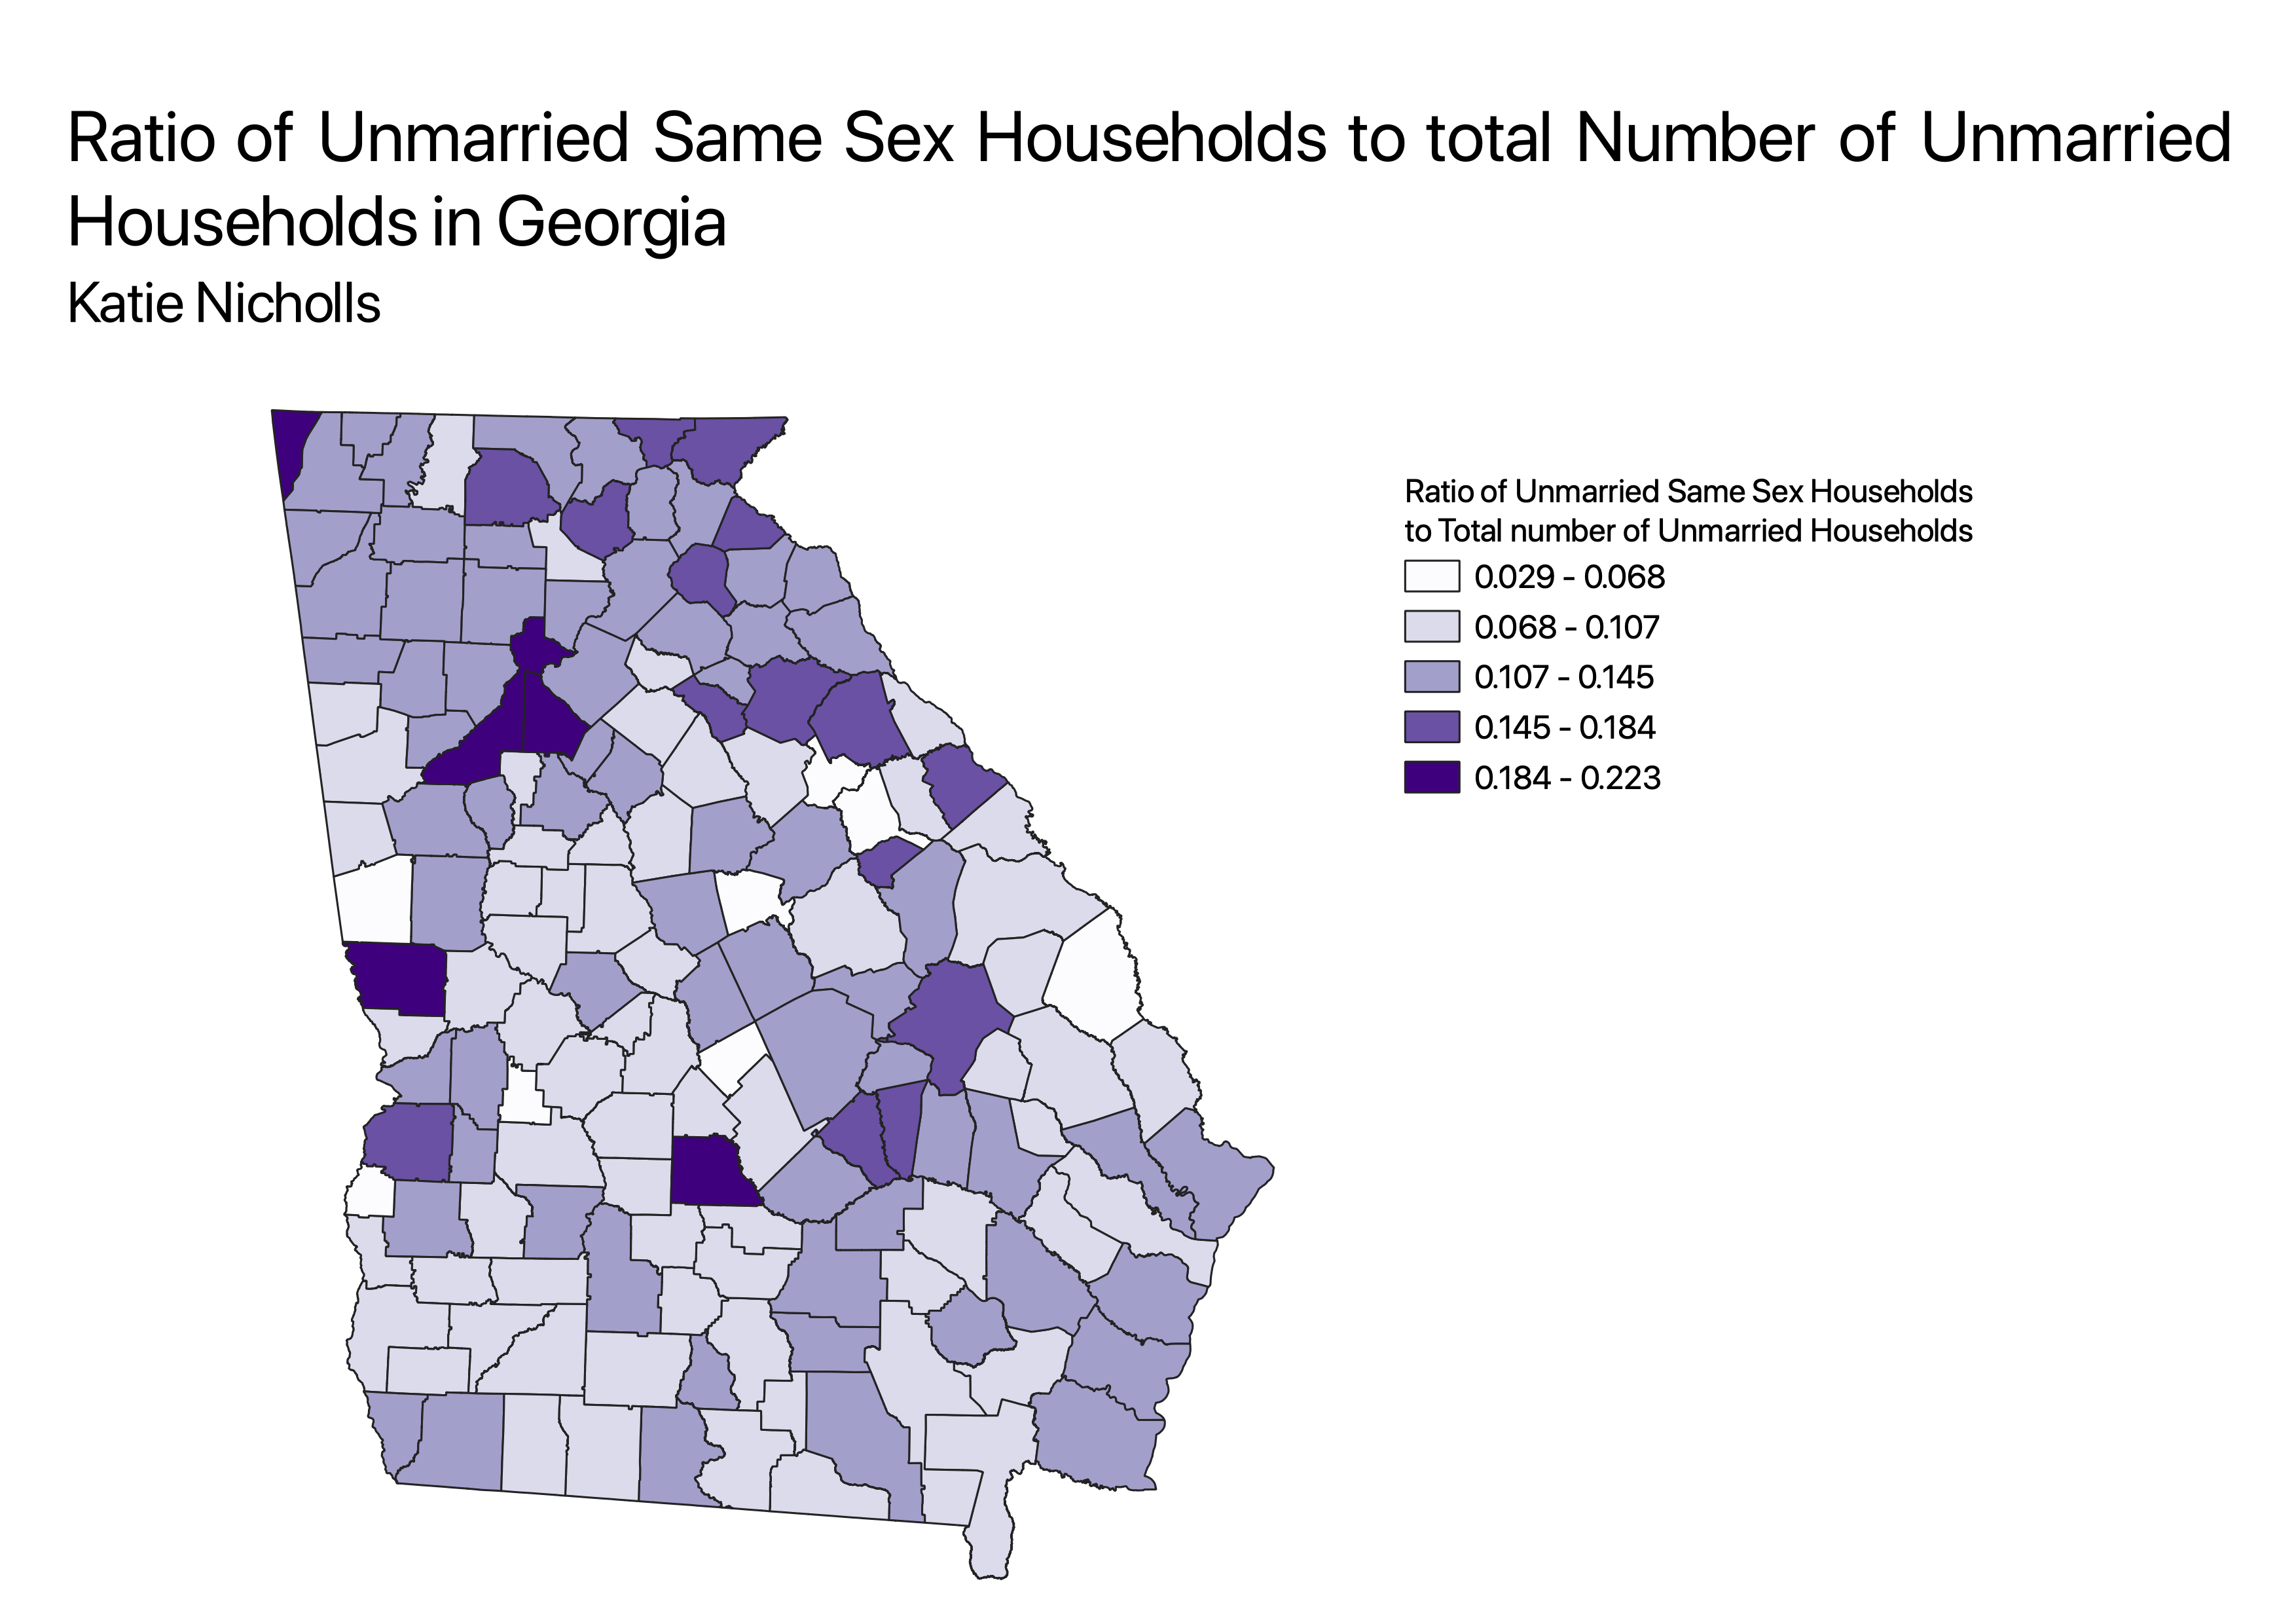 Ratio of Unmarried Same Sex Households to total Number of Unmarried
Households in Georgia
Katie Nicholls
Ratio of Unmarried Same Sex Households
to Total number of Unmarried Households
0.029 - 0.068
0.068 - 0.107
0.107 - 0.145
0.145 - 0.184
0.184 - 0.223